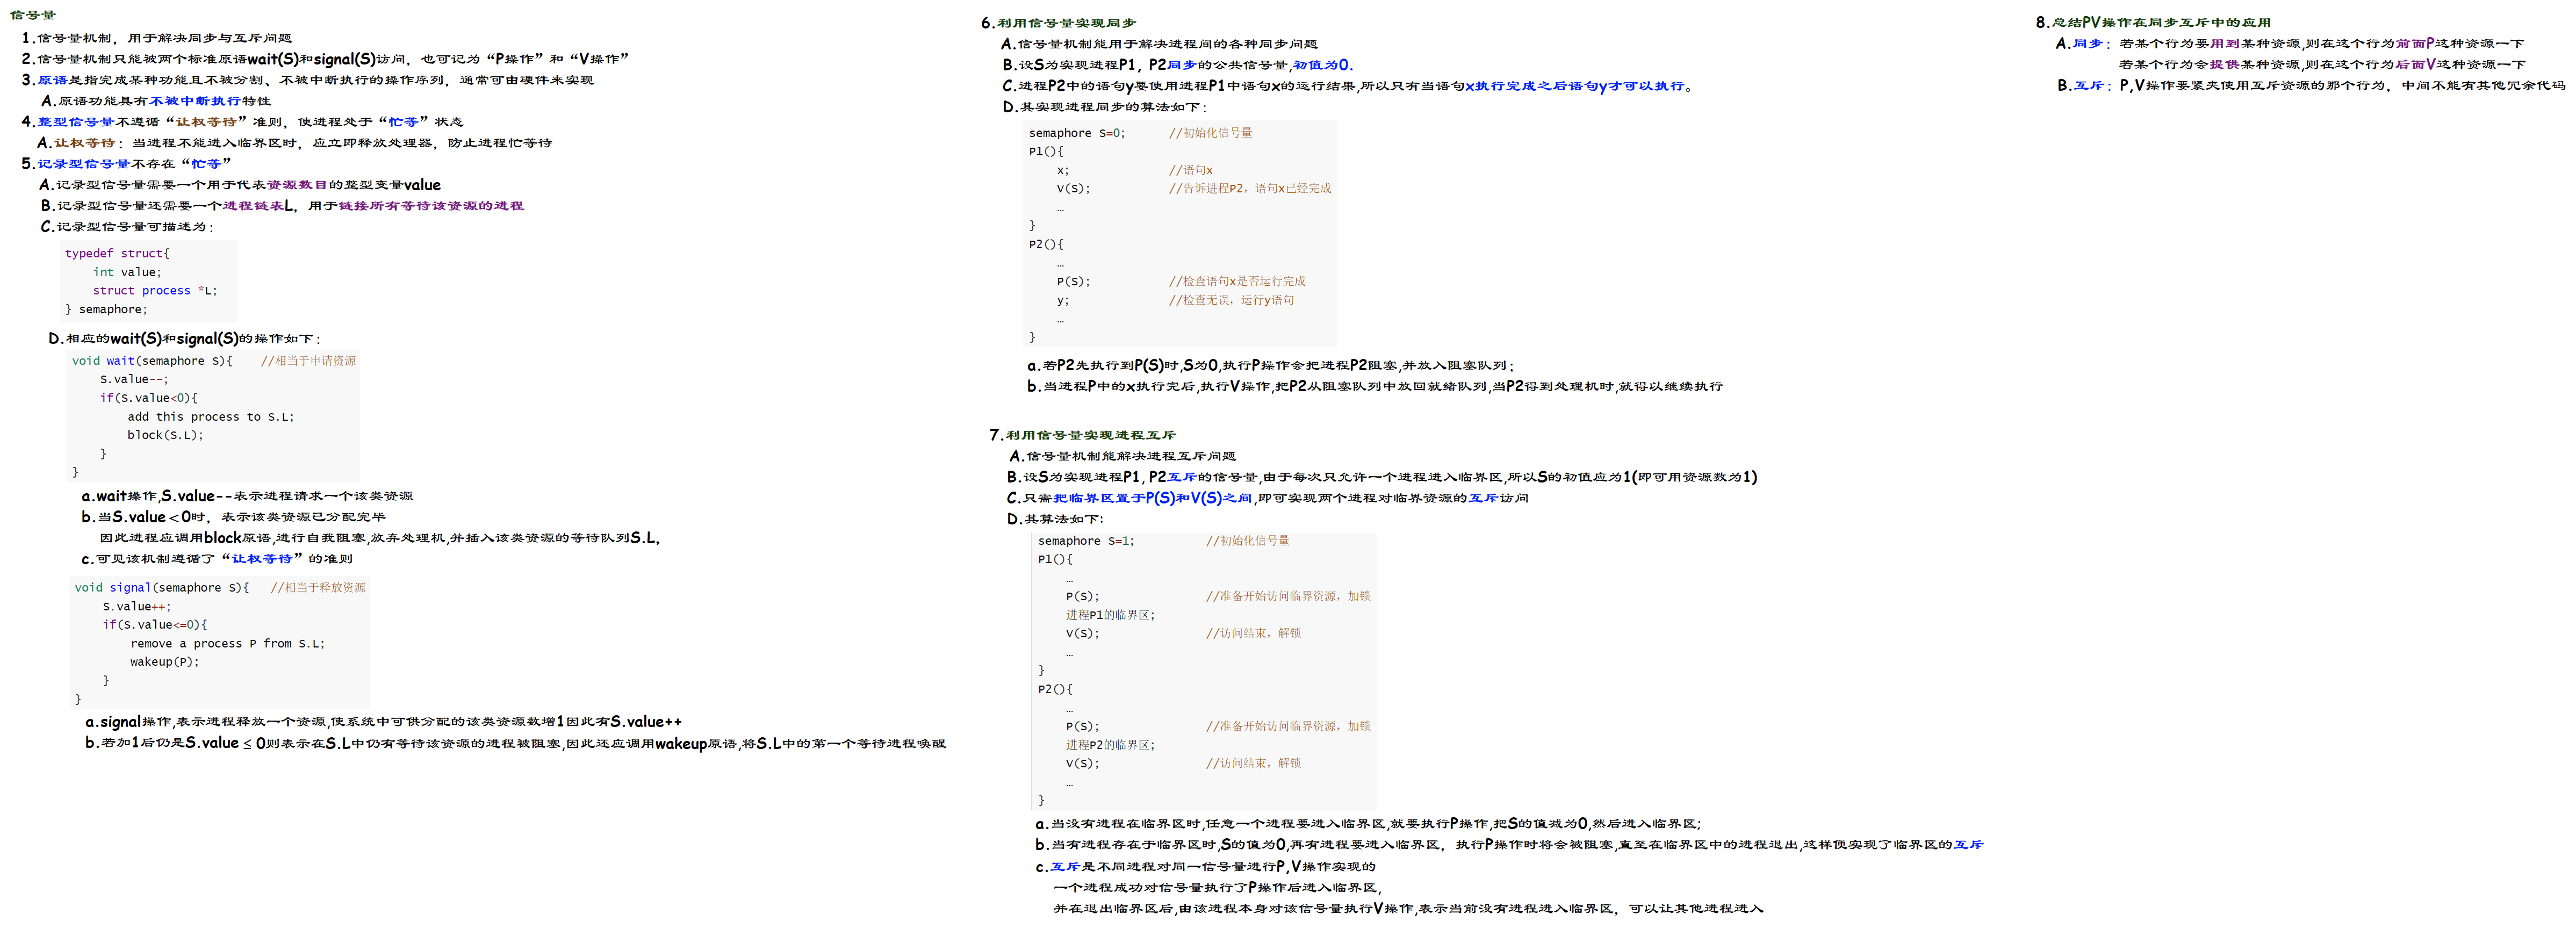 信号量
1.信号量机制，用于解决同步与互斥问题
2.信号量机制只能被两个标准原语wait(S)和signal(S)访问，也可记为“P操作”和“V操作”
3.原语是指完成某种功能且不被分割、不被中断执行的操作序列，通常可由硬件来实现
A.原语功能具有不被中断执行特性
4.整型信号量不遵循“让权等待”准则，使进程处于“忙等”状态
A.让权等待：当进程不能进入临界区时，应立即释放处理器，防止进程忙等待
5.记录型信号量不存在“忙等”
A.记录型信号量需要一个用于代表资源数目的整型变量value
B.记录型信号量还需要一个进程链表L，用于链接所有等待该资源的进程
C.记录型信号量可描述为：
typedef struct{
int value;
struct process *L;
} semaphore;
D.相应的wait(S)和signal(S)的操作如下：
void wait(semaphore S){ //相当于申请资源
S.value--;
if(S.value<0){
add this process to S.L;
block(S.L);
}
}
a.wait操作,S.value--表示进程请求一个该类资源
b.当S.value＜0时，表示该类资源已分配完毕
因此进程应调用block原语,进行自我阻塞,放弃处理机,并插入该类资源的等待队列S.L,
c.可见该机制遵循了“让权等待”的准则
void signal(semaphore S){ //相当于释放资源
S.value++;
if(S.value<=0){
remove a process P from S.L;
wakeup(P);
}
}
a.signal操作,表示进程释放一个资源,使系统中可供分配的该类资源数增1因此有S.value++
b.若加1后仍是S.value ≤ 0则表示在S.L中仍有等待该资源的进程被阻塞,因此还应调用wakeup原语,将S.L中的第一个等待进程唤醒
6.利用信号量实现同步
A.信号量机制能用于解决进程间的各种同步问题
B.设S为实现进程P1，P2同步的公共信号量,初值为0.
C.进程P2中的语句y要使用进程P1中语句x的运行结果,所以只有当语句x执行完成之后语句y才可以执行。
D.其实现进程同步的算法如下：
semaphore S=0; //初始化信号量
P1(){
x; //语句x
V(S); //告诉进程P2，语句x已经完成
…
}
P2(){
…
P(S); //检查语句x是否运行完成
y; //检查无误，运行y语句
…
}
a.若P2先执行到P(S)时,S为0,执行P操作会把进程P2阻塞,并放入阻塞队列；
b.当进程P中的x执行完后,执行V操作,把P2从阻塞队列中放回就绪队列,当P2得到处理机时,就得以继续执行
7.利用信号量实现进程互斥
A.信号量机制能解决进程互斥问题
B.设S为实现进程P1，P2互斥的信号量,由于每次只允许一个进程进入临界区,所以S的初值应为1(即可用资源数为1)
C.只需把临界区置于P(S)和V(S)之间,即可实现两个进程对临界资源的互斥访问
D.其算法如下:
semaphore S=1; //初始化信号量
P1(){
…
P(S); //准备开始访问临界资源，加锁
进程P1的临界区;
V(S); //访问结束，解锁
…
}
P2(){
…
P(S); //准备开始访问临界资源，加锁
进程P2的临界区;
V(S); //访问结束，解锁
…
}
a.当没有进程在临界区时,任意一个进程要进入临界区,就要执行P操作,把S的值减为0,然后进入临界区;
b.当有进程存在于临界区时,S的值为0,再有进程要进入临界区，执行P操作时将会被阻塞,直至在临界区中的进程退出,这样便实现了临界区的互斥
c.互斥是不同进程对同一信号量进行P,V操作实现的
一个进程成功对信号量执行了P操作后进入临界区,
并在退出临界区后,由该进程本身对该信号量执行V操作,表示当前没有进程进入临界区，可以让其他进程进入
8.总结PV操作在同步互斥中的应用
A.同步：若某个行为要用到某种资源,则在这个行为前面P这种资源一下
若某个行为会提供某种资源,则在这个行为后面V这种资源一下
B.互斥：P,V操作要紧夹使用互斥资源的那个行为，中间不能有其他冗余代码